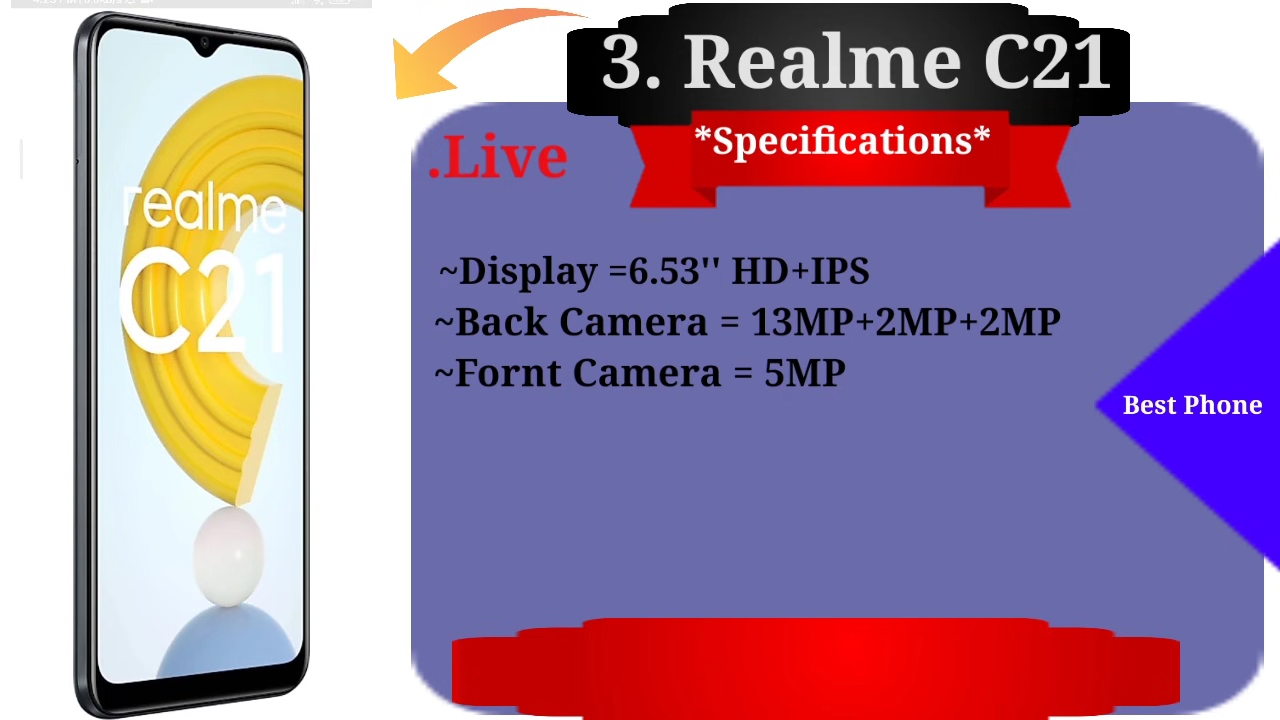 3. Realme C21
*Specifications*
.Live
realme
C21
~Display =6.53'' HD+IPS
~Back Camera = 13MP+2MP+2MP
~Fornt Camera = 5MP
Best Phone